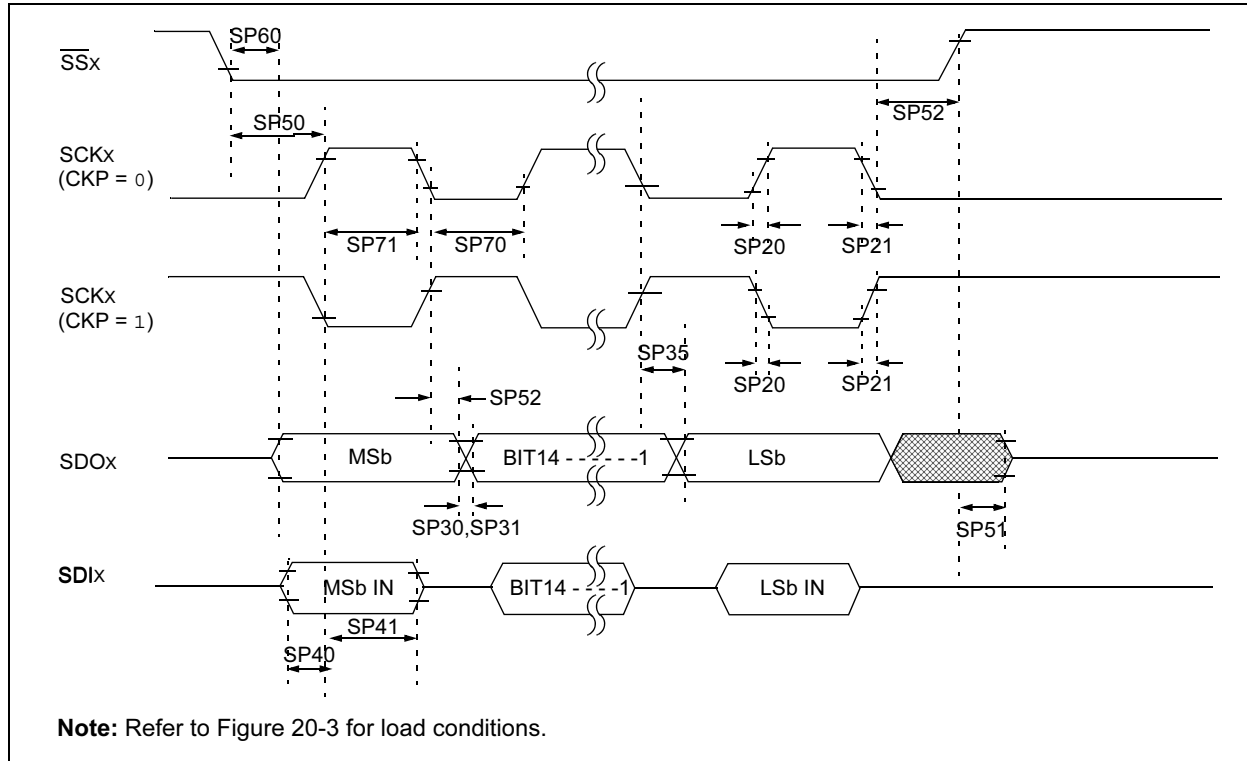 SP60
SSx
SP52
SP50
SCKx
(CKP = 0)
SP71
SP70
SP20
SP21
SCKx
(CKP = 1)
SP35
SP20
SP21
SP52
SDOx
MSb
BIT14 - - - - - -1
LSb
SP30,SP31
SP51
SDIx
MSb IN
BIT14 - - - - -1
LSb IN
SP41
SP40
Note: Refer to Figure 20-3 for load conditions.